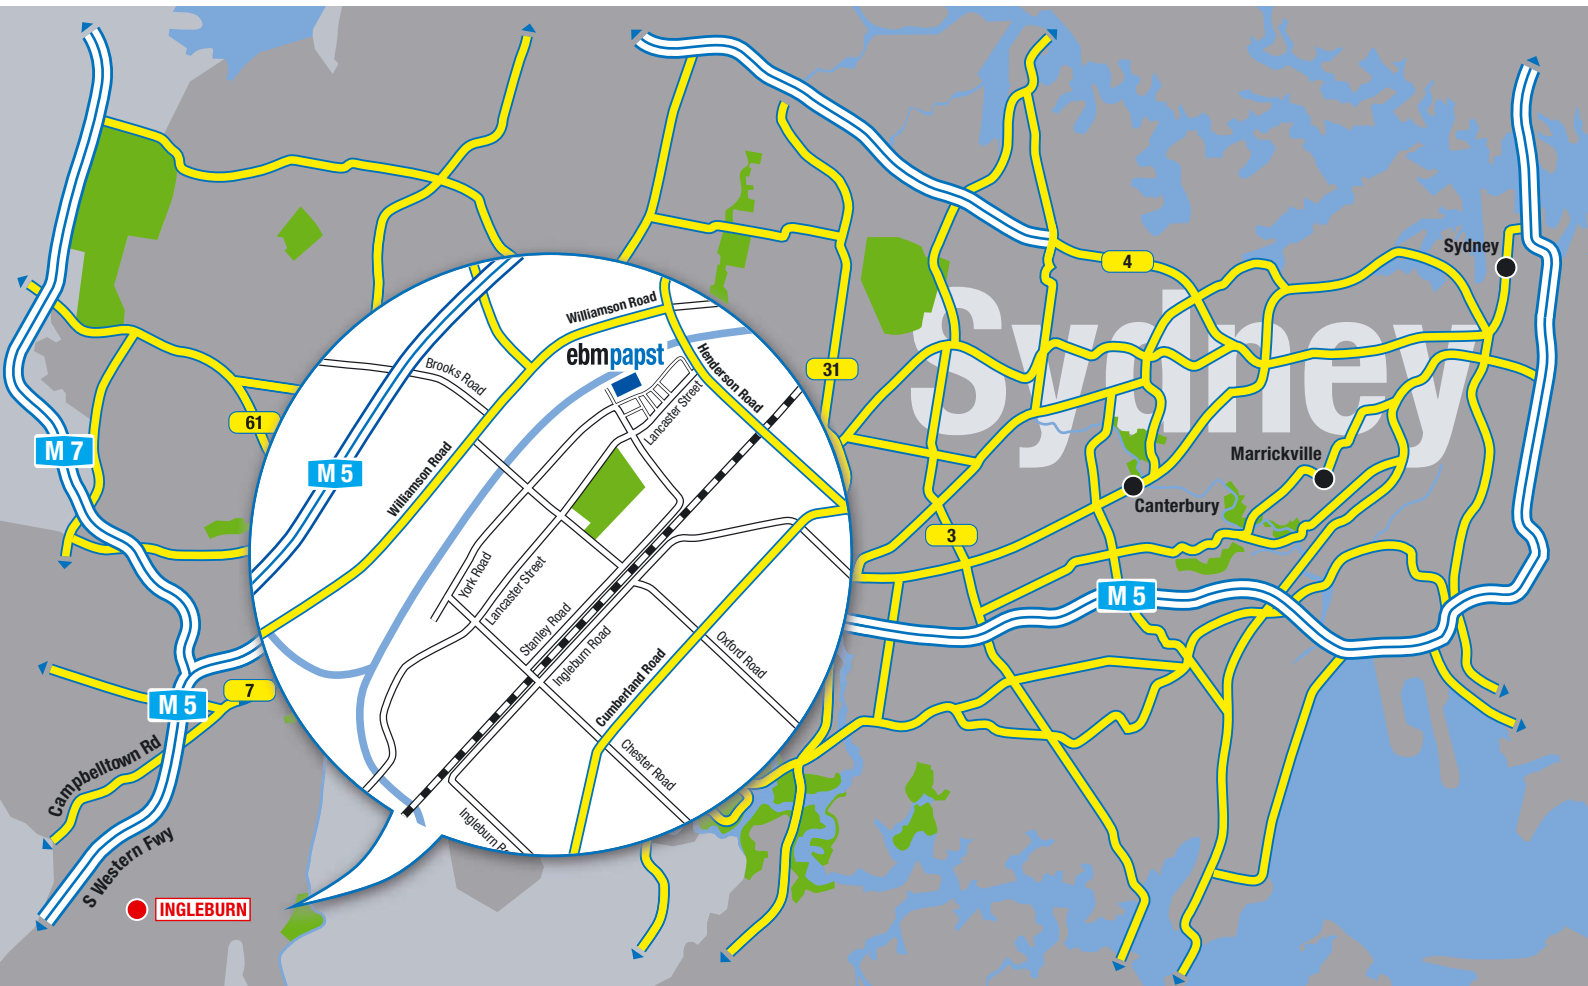 Sydney
Sydney
4
Williamson Road
ebmpapst
Henderson Road
Brooks Road
31
Lancaster Street
61
M 7
M 5
Williamson Road
Marrickville
Canterbury
3
York Road
Lancaster Street
M 5
Stanley Road
Ingleburn Road
Oxford Road
Cumberland Road
7
M 5
Chester Road
Campbelltown Rd
Ingleburn
S Western Fwy
INGLEBURN